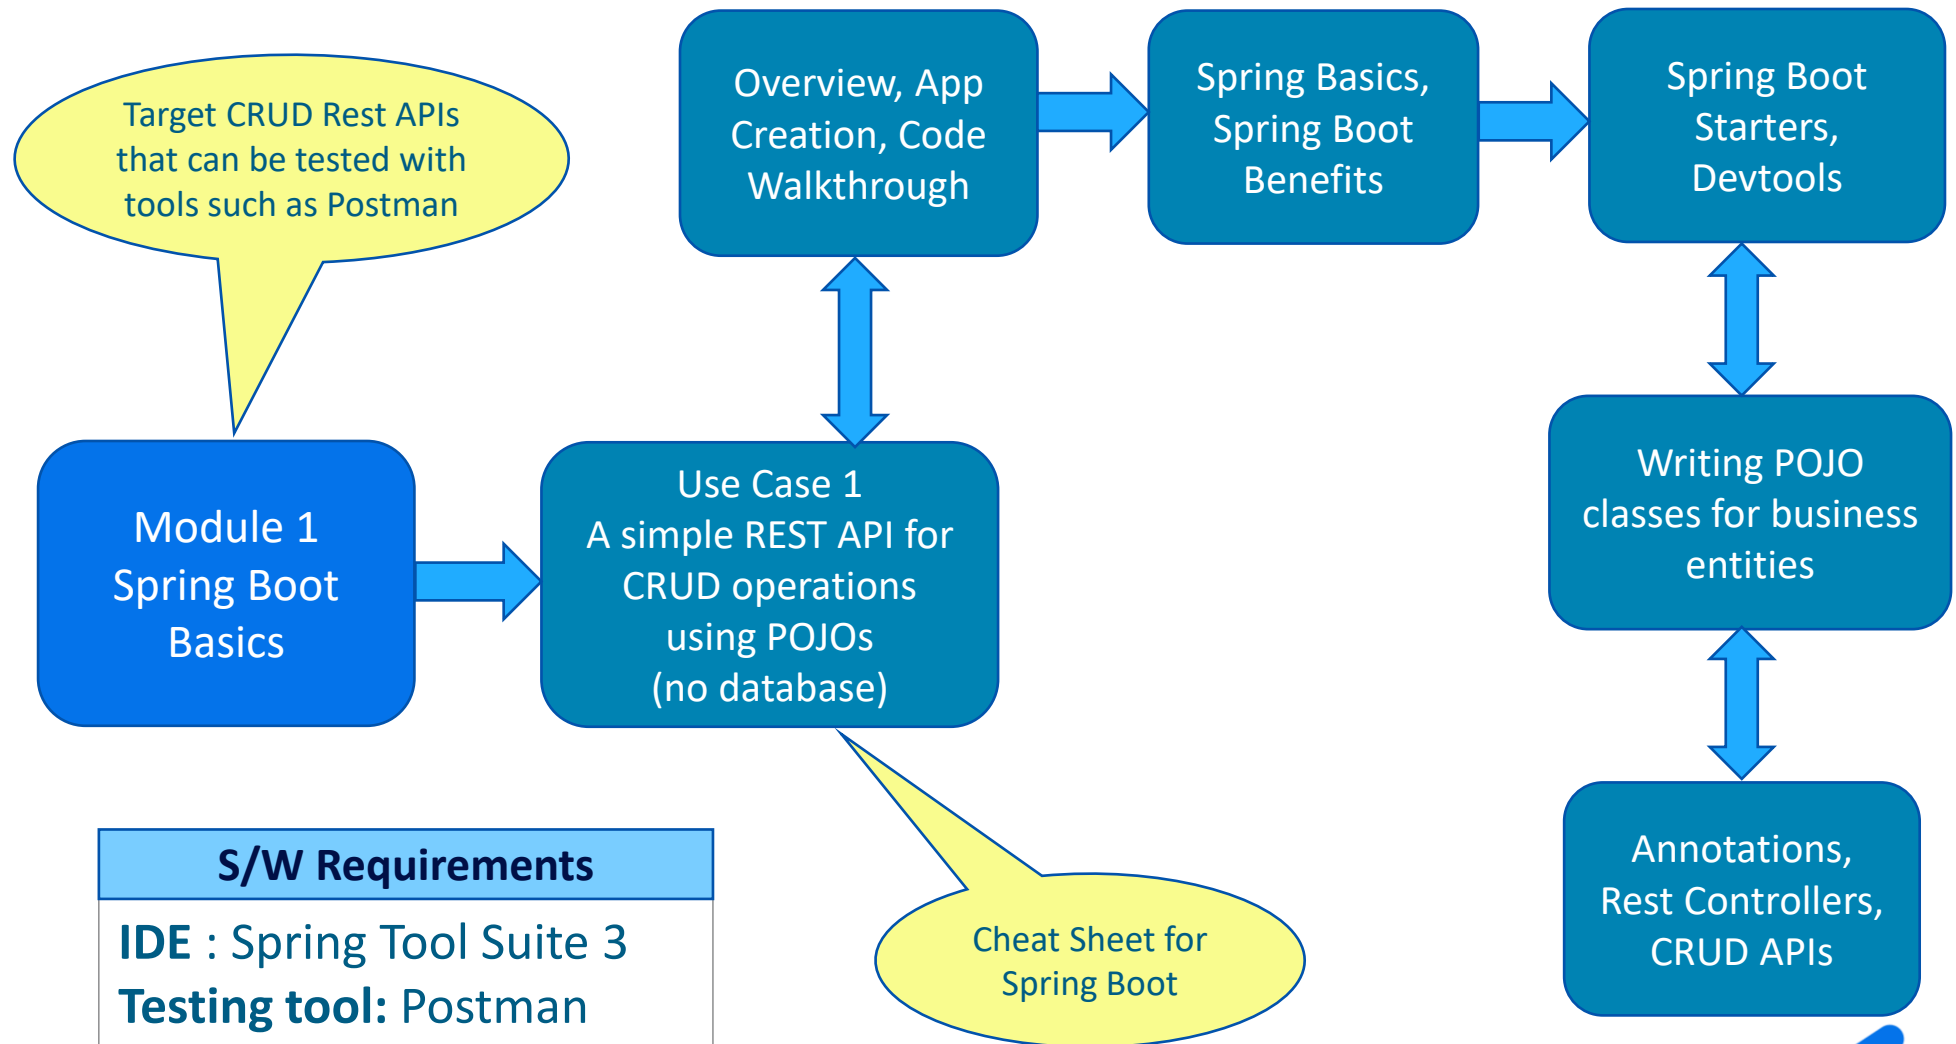 Target CRUD Rest APIs
that can be tested with
tools such as Postman
Overview, App
Creation, Code
Walkthrough
Spring Basics,
Spring Boot
Benefits
Spring Boot
Starters,
Devtools
Module 1
Spring Boot
Basics
Use Case 1
A simple REST API for
CRUD operations
using POJOs
(no database)
Writing POJO
classes for business
entities
Annotations,
Rest Controllers,
CRUD APIs
S/W Requirements
IDE : Spring Tool Suite 3
Testing tool: Postman
Cheat Sheet for
Spring Boot